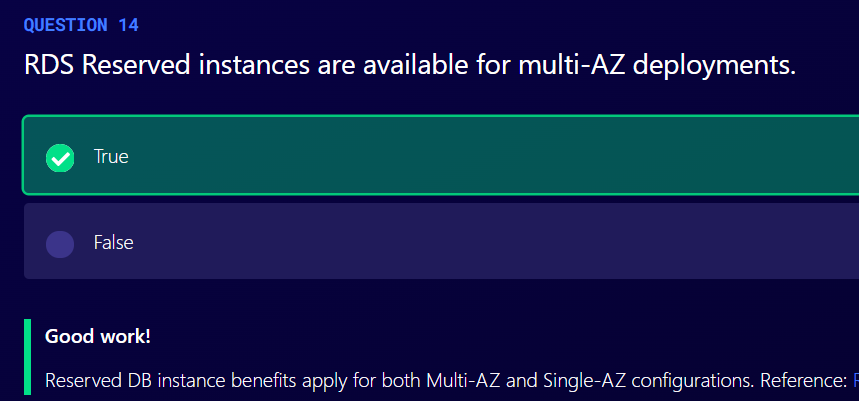 QUESTION 14
RDS Reserved instances are available for multi-AZ deployments.
True
False
Good work!
Reserved DB instance benefits apply for both Multi-AZ and Single-AZ configurations. Reference: